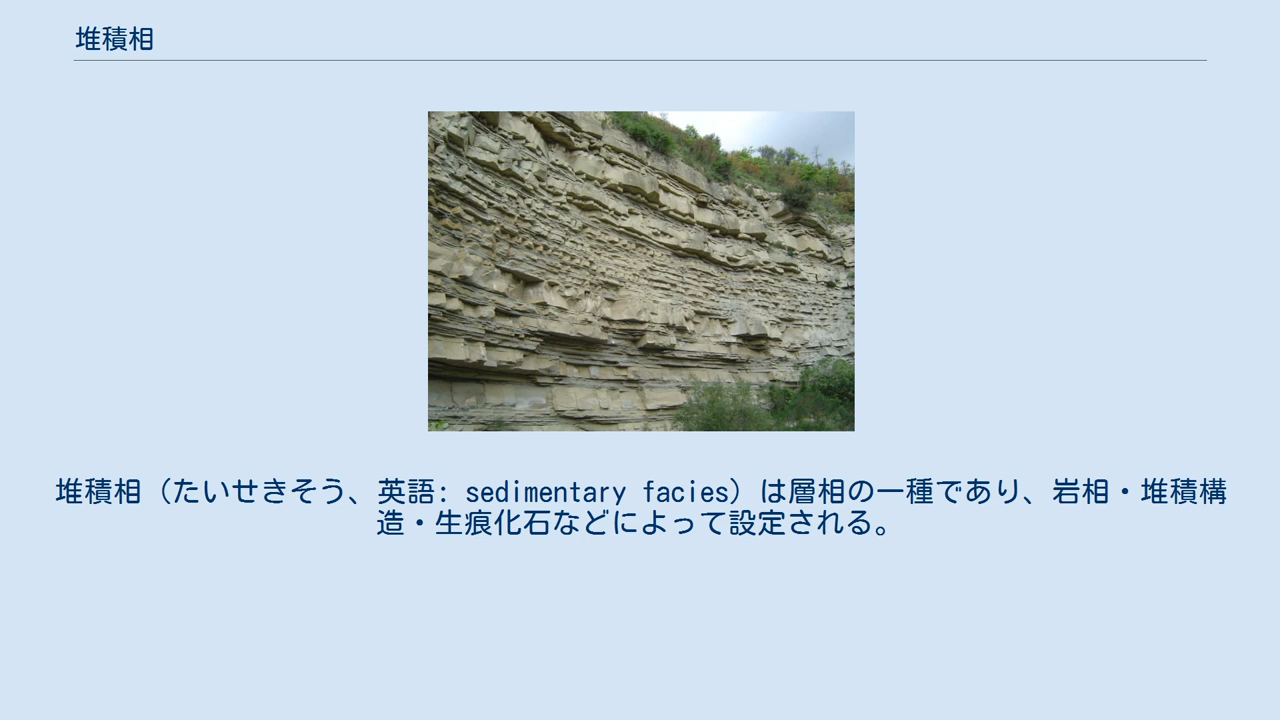 堆積相
堆積相（たいせきそう、英語: sedimentary facies）は層相の一種であり、岩相・堆積構
造・生痕化石などによって設定される。